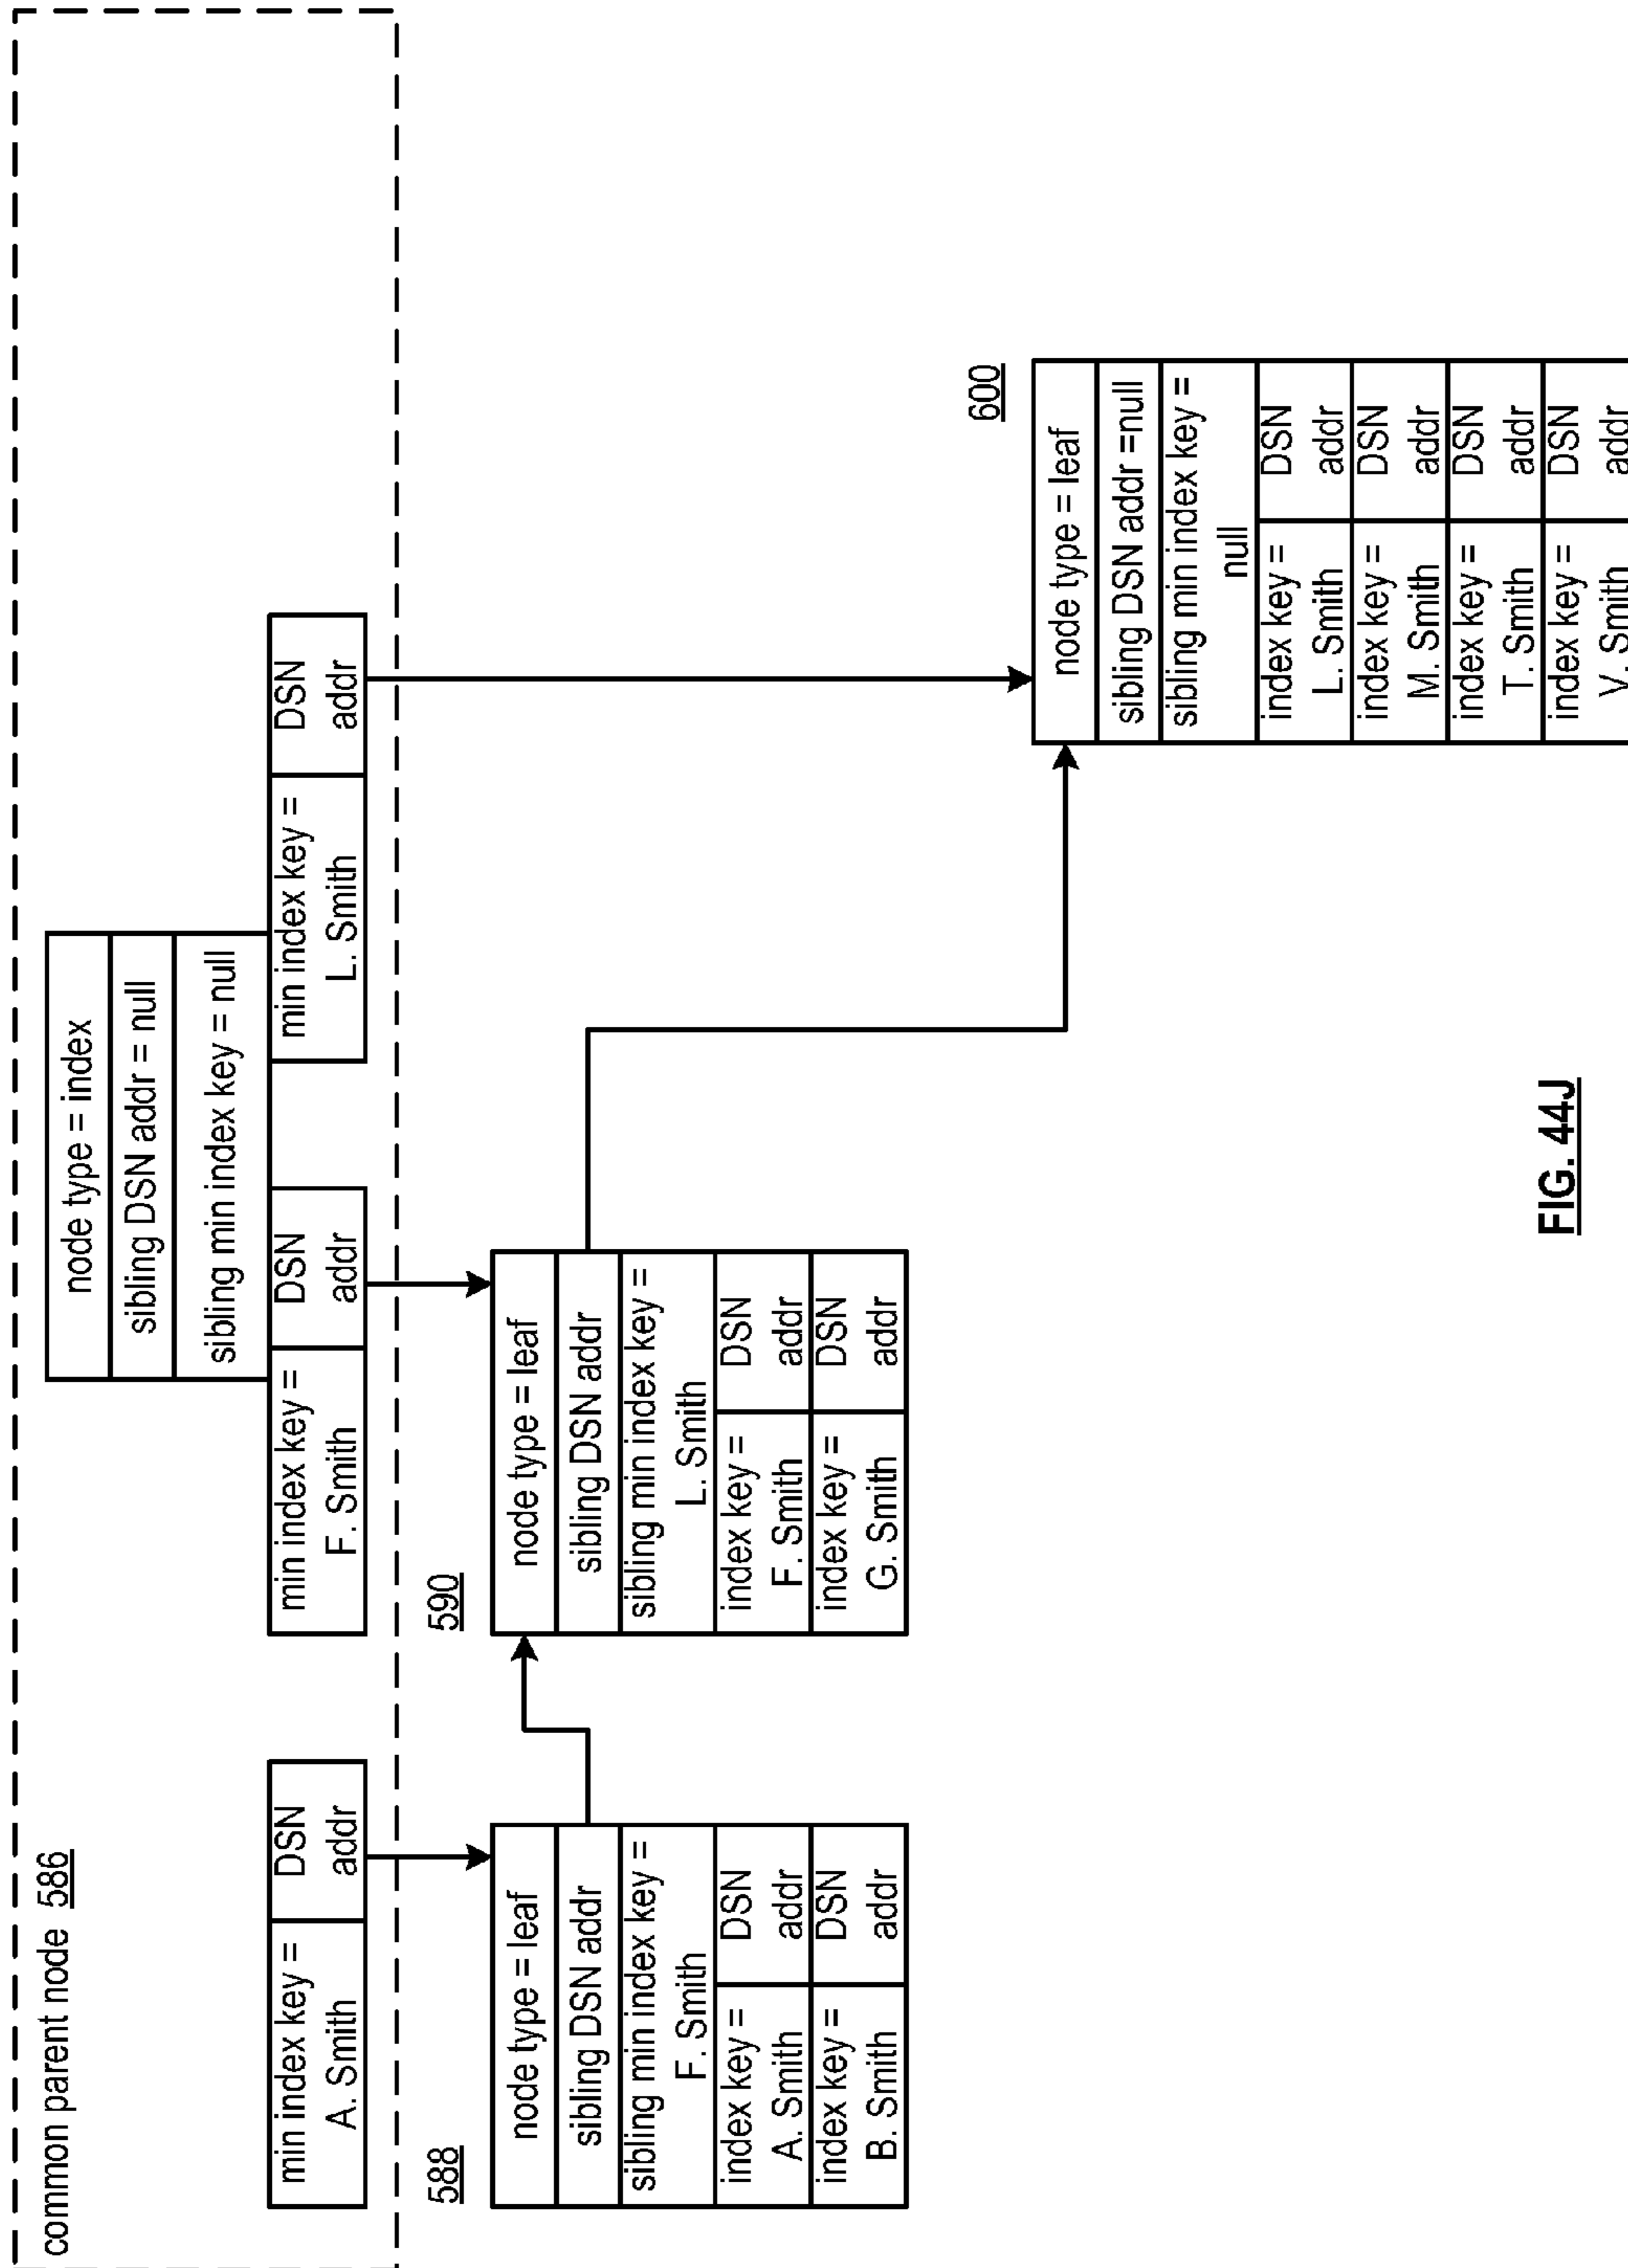 common parent node 586
node type = index
sibling DSN addr = null
sibling min index key = null
min index key =
A. Smith
DSN
addr
min index key =
F. Smith
DSN
addr
min index key =
L. Smith
DSN
addr
588
node type = leaf
sibling DSN addr
sibling min index key =
F. Smith
index key =
A. Smith
DSN
addr
index key =
B. Smith
DSN
addr
590
node type = leaf
sibling DSN addr
sibling min index key =
L. Smith
index key =
F. Smith
DSN
addr
index key =
G. Smith
DSN
addr
600
node type = leaf
sibling DSN addr =null
sibling min index key =
null
index key =
L. Smith
DSN
addr
index key =
M. Smith
DSN
addr
index key =
T. Smith
DSN
addr
index key =
V. Smith
DSN
addr
FIG. 44J